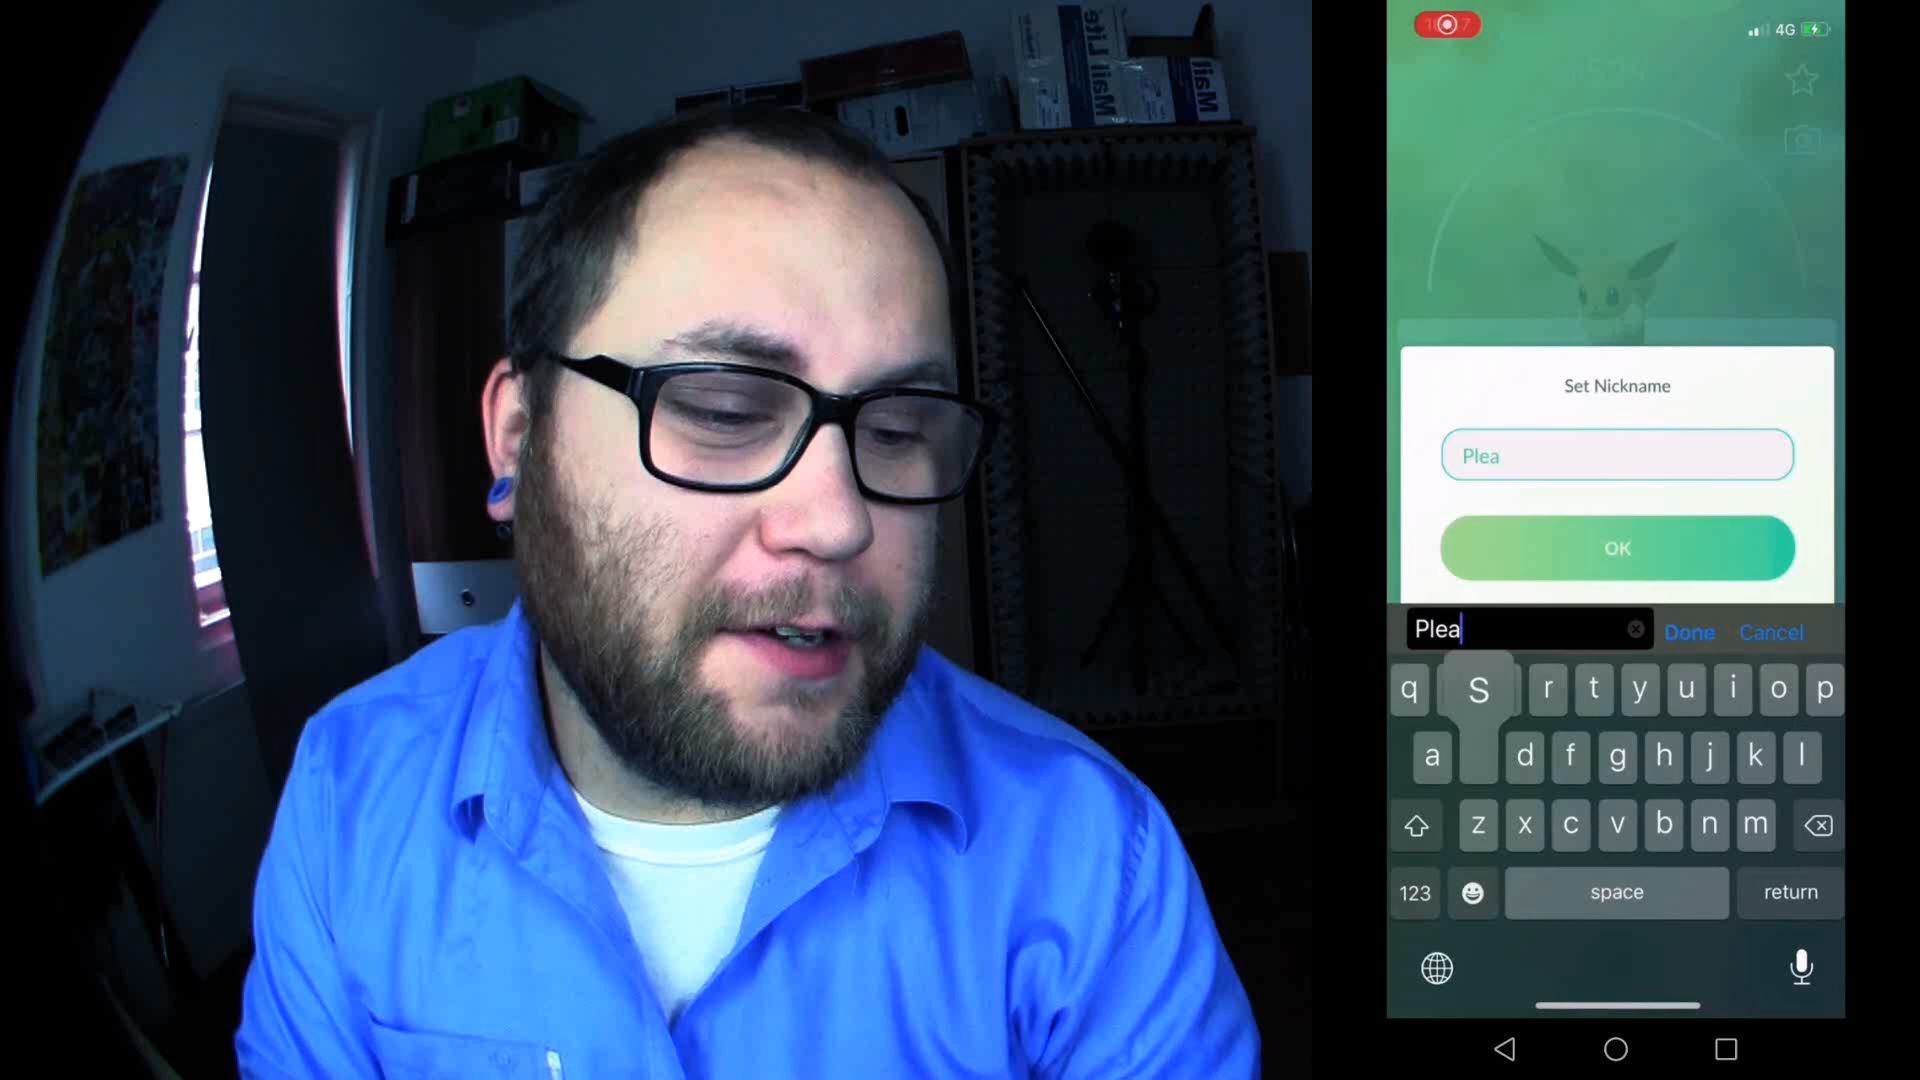 Mail Lite
Mail
4G
Set Nickname
Plea
OK
Plea
Done Cancel
q S r t y u i o p
a d f g h j k l
z x c v b n m
123 space return